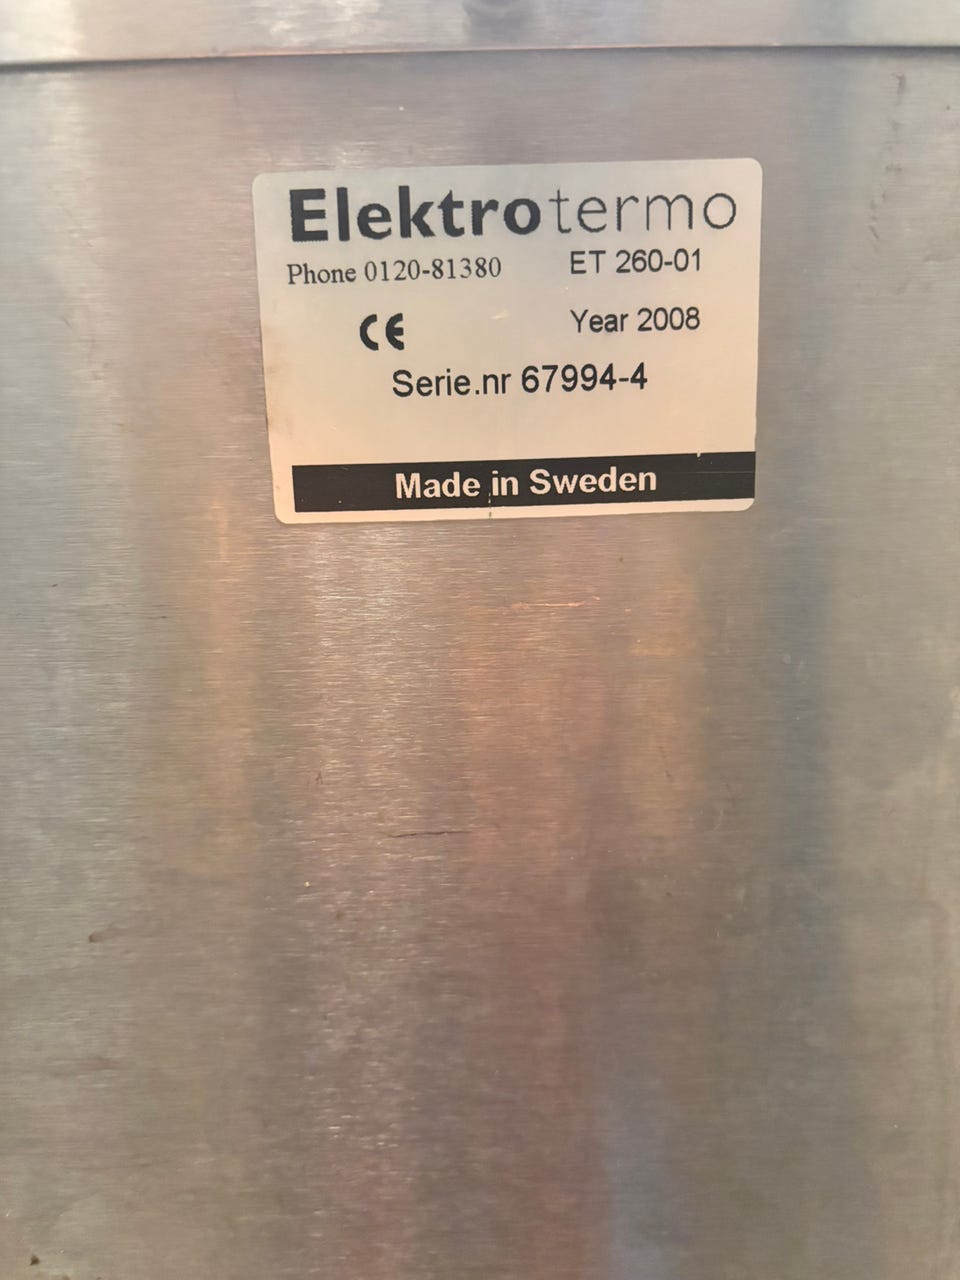 Elektrotermo
Phone 0120-81380 ET 260-01
CE Year 2008
Serie.nr 67994-4
Made in Sweden